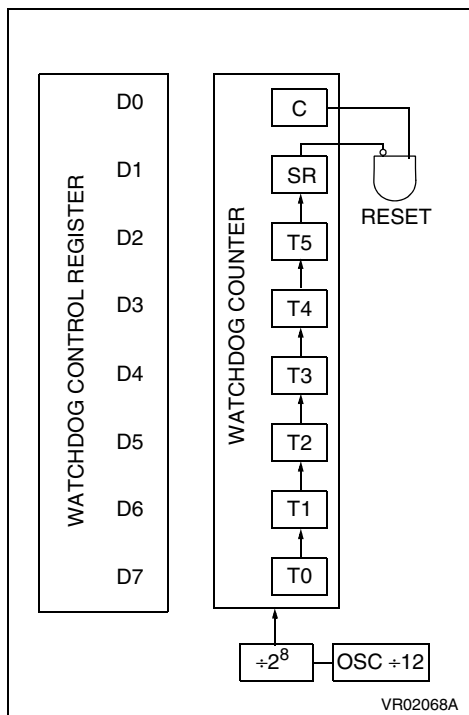 WATCHDOG CONTROL REGISTER
D0
D1
D2
D3
D4
D5
D6
D7
WATCHDOG COUNTER
C
SR
T5
T4
T3
T2
T1
T0
RESET
÷2⁸
OSC ÷12
VR02068A